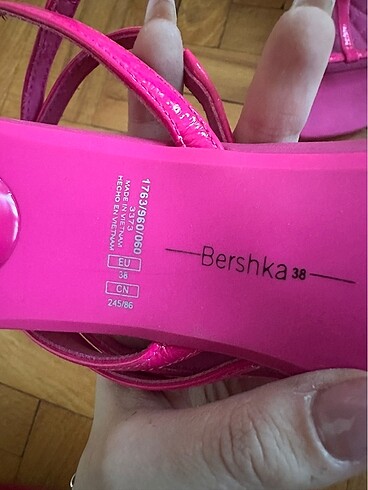 1763/960/060
3373
MADE IN VIETNAM
HECHO EN VIETNAM
EU
38
CN
245/86
Bershka 38